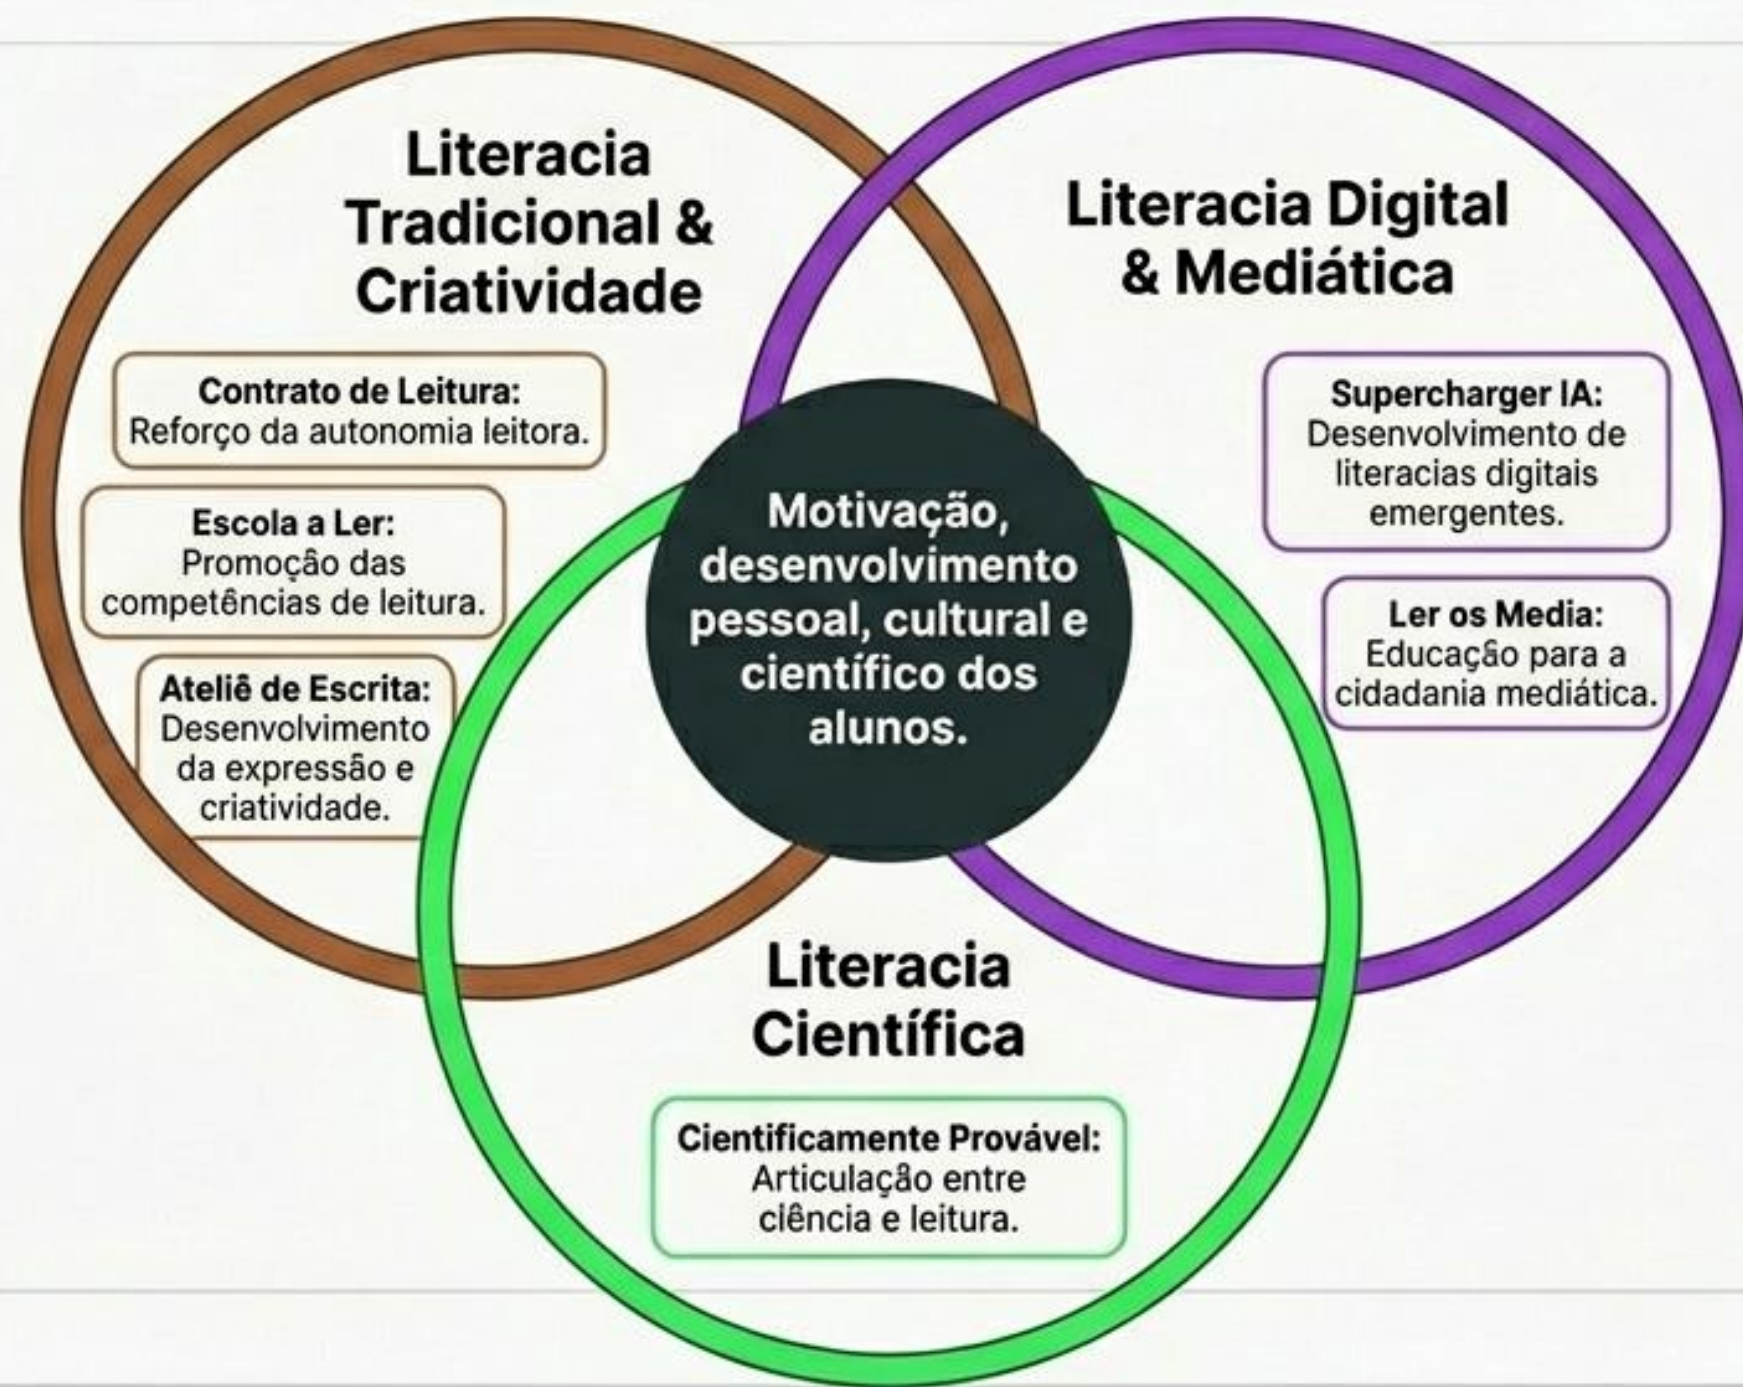 Literacia
Tradicional &
Criatividade
Contrato de Leitura:
Reforço da autonomia leitora.
Escola a Ler:
Promoção das
competências de leitura.
Ateliê de Escrita:
Desenvolvimento
da expressão e
criatividade.
Literacia Digital
& Mediática
Supercharger IA:
Desenvolvimento de
literacias digitais
emergentes.
Ler os Media:
Educação para a
cidadania mediática.
Motivação,
desenvolvimento
pessoal, cultural e
científico dos
alunos.
Literacia
Científica
Cientificamente Provável:
Articulação entre
ciência e leitura.